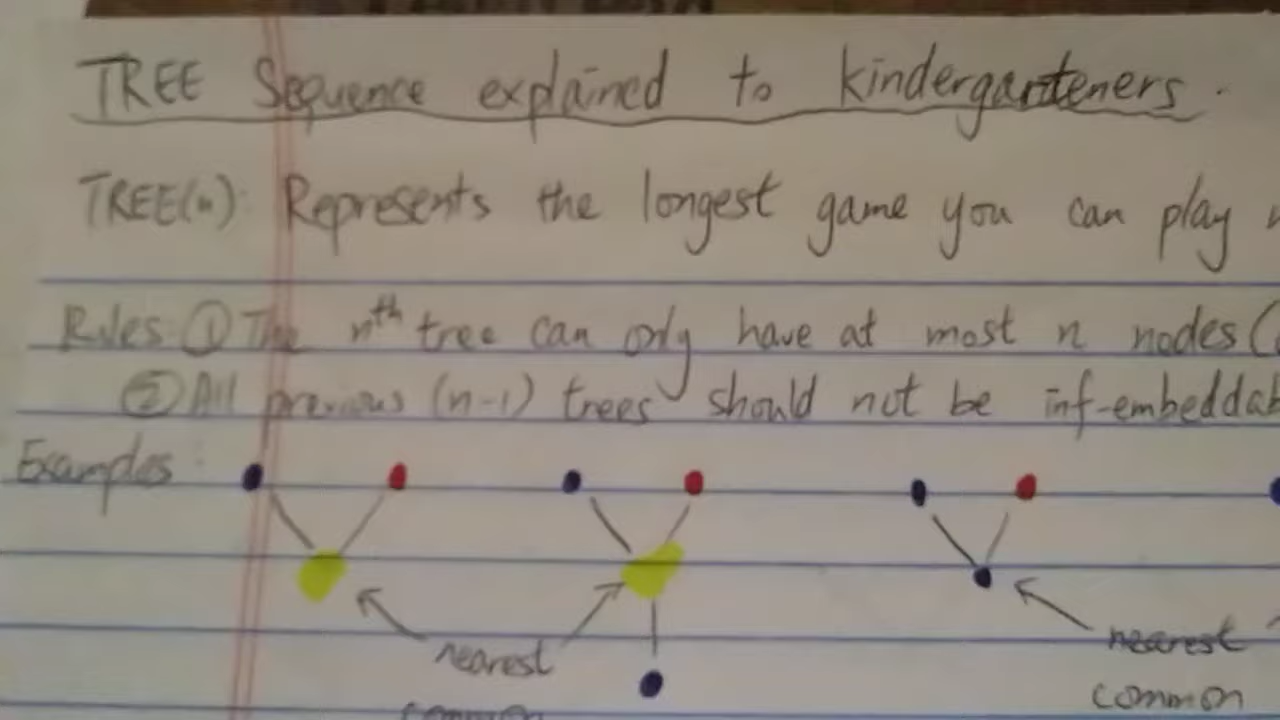 TREE Sequence explained to kindergarteners.
TREE(n): Represents the longest game you can play
Rules ① The nth tree can only have at most n nodes (
② All previous (n-1) trees should not be inf-embeddab
Examples:
nearest
common
nearest
common